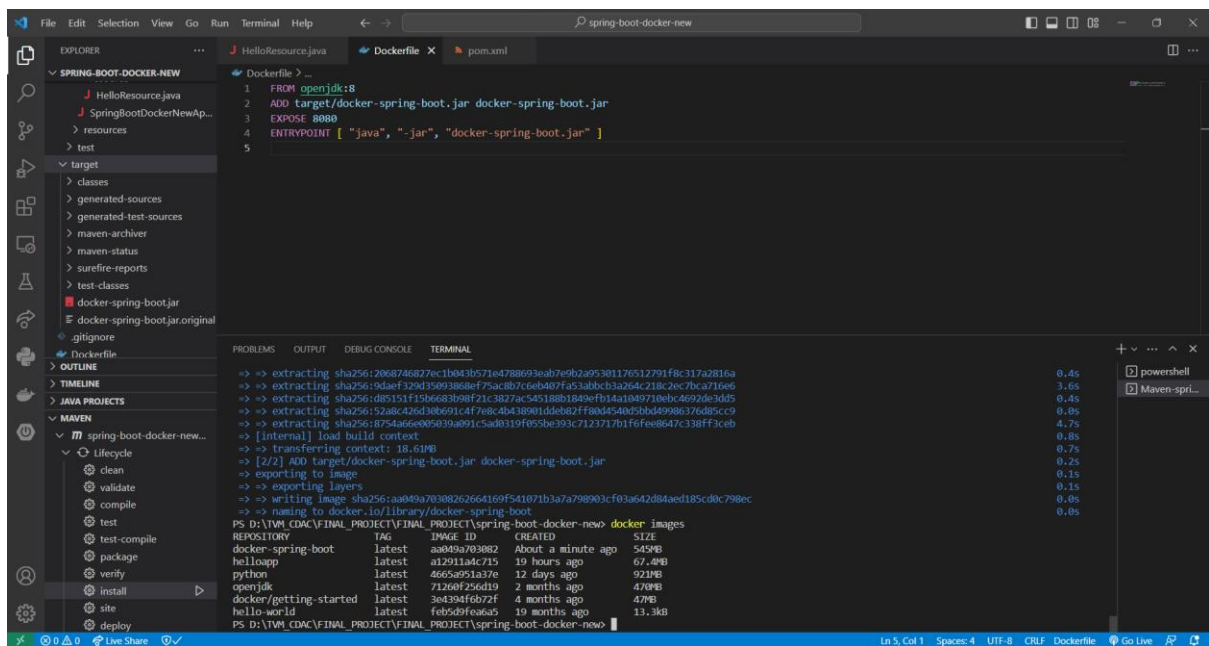 File Edit Selection View Go Run Terminal Help
spring-boot-docker-new
EXPLORER
SPRING-BOOT-DOCKER-NEW
HelloResource.java
SpringBootDockerNewAp...
resources
test
target
classes
generated-sources
generated-test-sources
maven-archiver
maven-status
surefire-reports
test-classes
docker-spring-boot.jar
docker-spring-boot.jar.original
.gitignore
Dockerfile
OUTLINE
TIMELINE
JAVA PROJECTS
MAVEN
spring-boot-docker-new...
Lifecycle
clean
validate
compile
test
test-compile
package
verify
install
site
deploy
HelloResource.java Dockerfile pom.xml
Dockerfile > ...
1 FROM openjdk:8
2 ADD target/docker-spring-boot.jar docker-spring-boot.jar
3 EXPOSE 8080
4 ENTRYPOINT [ "java", "-jar", "docker-spring-boot.jar" ]
5
PROBLEMS OUTPUT DEBUG CONSOLE TERMINAL
=> => extracting 0.4s
=> => extracting 3.6s
=> => extracting 0.4s
=> => extracting 0.0s
=> => extracting 4.7s
=> [internal] load build context 0.8s
=> => transferring context: 18.61MB 0.7s
=> [2/2] ADD target/docker-spring-boot.jar docker-spring-boot.jar 0.2s
=> exporting to image 0.1s
=> => exporting layers 0.1s
=> => writing image 0.0s
=> => naming to docker.io/library/docker-spring-boot 0.0s
PS D:\TVM_CDAC\FINAL_PROJECT\FINAL_PROJECT\spring-boot-docker-new> docker images
REPOSITORY TAG IMAGE ID CREATED SIZE
docker-spring-boot latest aa049a703082 About a minute ago 545MB
helloapp latest a12911a4c715 19 hours ago 67.4MB
python latest 4665a951a37e 12 days ago 921MB
openjdk latest 71260f256d19 2 months ago 470MB
docker/getting-started latest 3e4394f6b72f 4 months ago 47MB
hello-world latest feb5d9fea6a5 19 months ago 13.3kB
PS D:\TVM_CDAC\FINAL_PROJECT\FINAL_PROJECT\spring-boot-docker-new>
powershell
Maven-spri...
0 0 0 Live Share
Ln 5, Col 1 Spaces: 4 UTF-8 CRLF Dockerfile Go Live